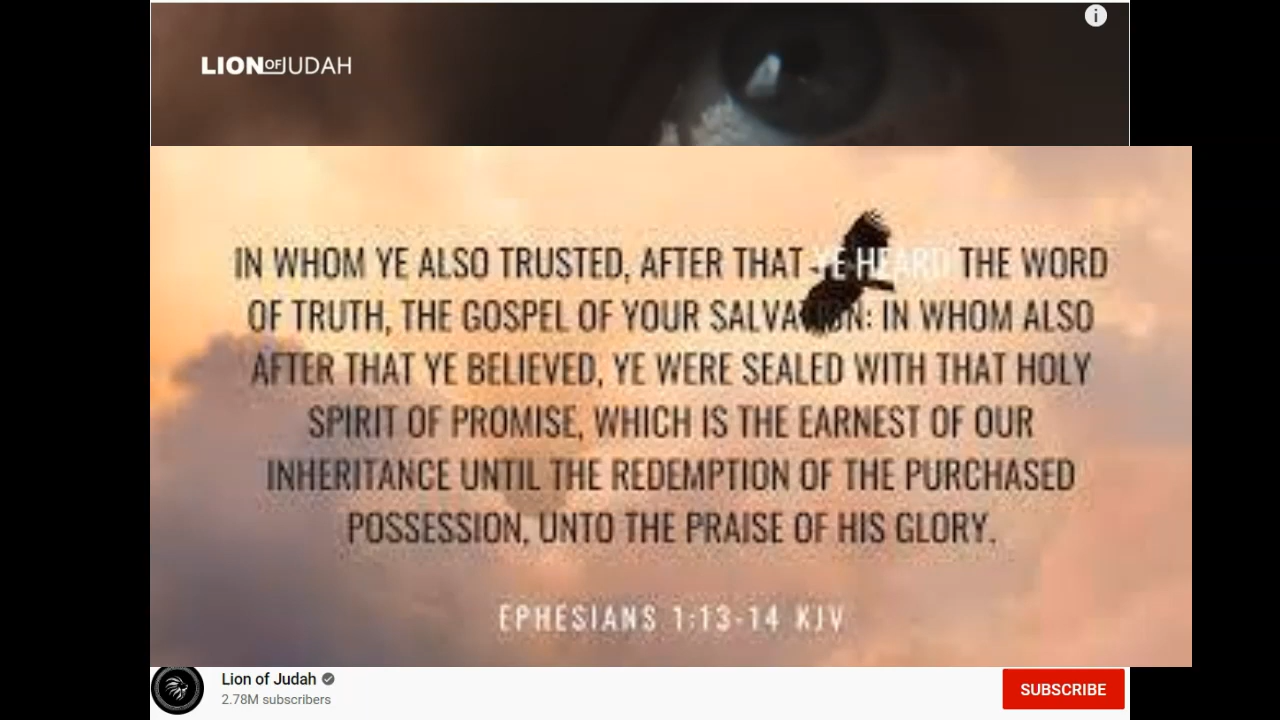 LION OF JUDAH
IN WHOM YE ALSO TRUSTED, AFTER THAT YE HEARD THE WORD
OF TRUTH, THE GOSPEL OF YOUR SALVATION: IN WHOM ALSO
AFTER THAT YE BELIEVED, YE WERE SEALED WITH THAT HOLY
SPIRIT OF PROMISE, WHICH IS THE EARNEST OF OUR
INHERITANCE UNTIL THE REDEMPTION OF THE PURCHASED
POSSESSION, UNTO THE PRAISE OF HIS GLORY.
EPHESIANS 1:13-14 KJV
Lion of Judah
2.78M subscribers
SUBSCRIBE